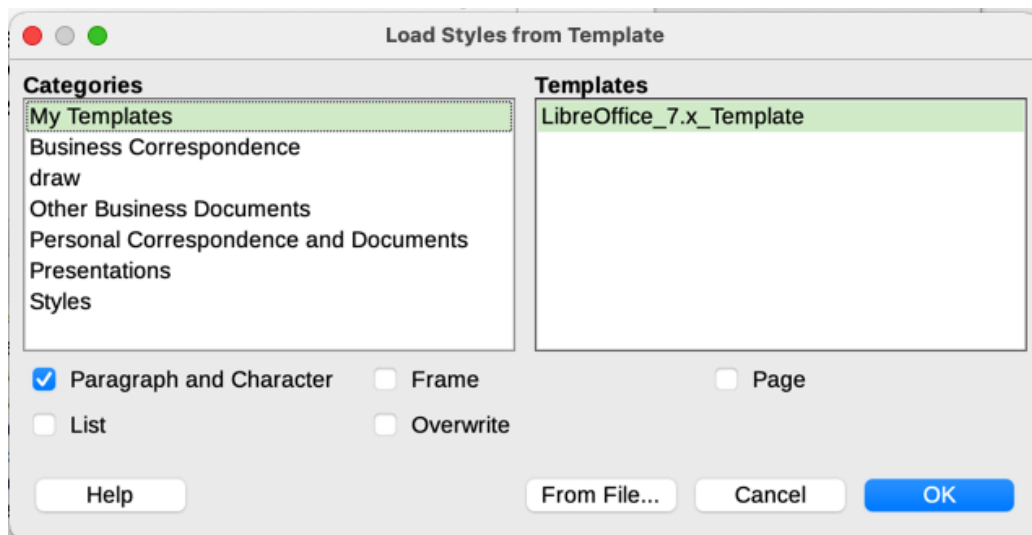 Load Styles from Template
Categories
My Templates
Business Correspondence
draw
Other Business Documents
Personal Correspondence and Documents
Presentations
Styles
Templates
LibreOffice_7.x_Template
Paragraph and Character Frame Page
List Overwrite
Help From File... Cancel OK